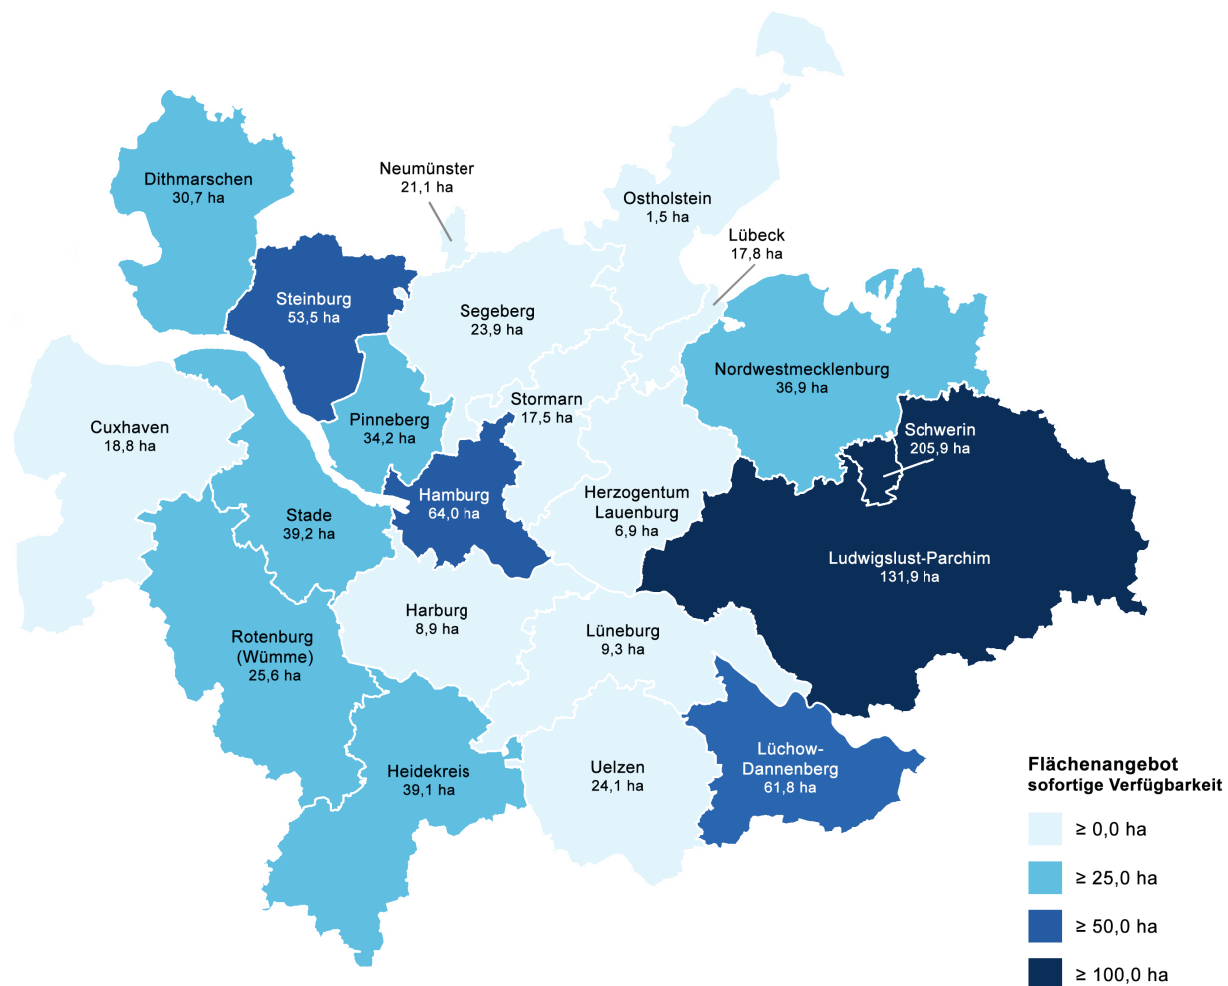 Dithmarschen
30,7 ha
Neumünster
21,1 ha
Ostholstein
1,5 ha
Lübeck
17,8 ha
Steinburg
53,5 ha
Segeberg
23,9 ha
Nordwestmecklenburg
36,9 ha
Cuxhaven
18,8 ha
Pinneberg
34,2 ha
Stormarn
17,5 ha
Schwerin
205,9 ha
Stade
39,2 ha
Hamburg
64,0 ha
Herzogentum
Lauenburg
6,9 ha
Ludwigslust-Parchim
131,9 ha
Harburg
8,9 ha
Lüneburg
9,3 ha
Rotenburg
(Wümme)
25,6 ha
Heidekreis
39,1 ha
Uelzen
24,1 ha
Lüchow-
Dannenberg
61,8 ha
Flächenangebot
sofortige Verfügbarkeit
≥ 0,0 ha
≥ 25,0 ha
≥ 50,0 ha
≥ 100,0 ha